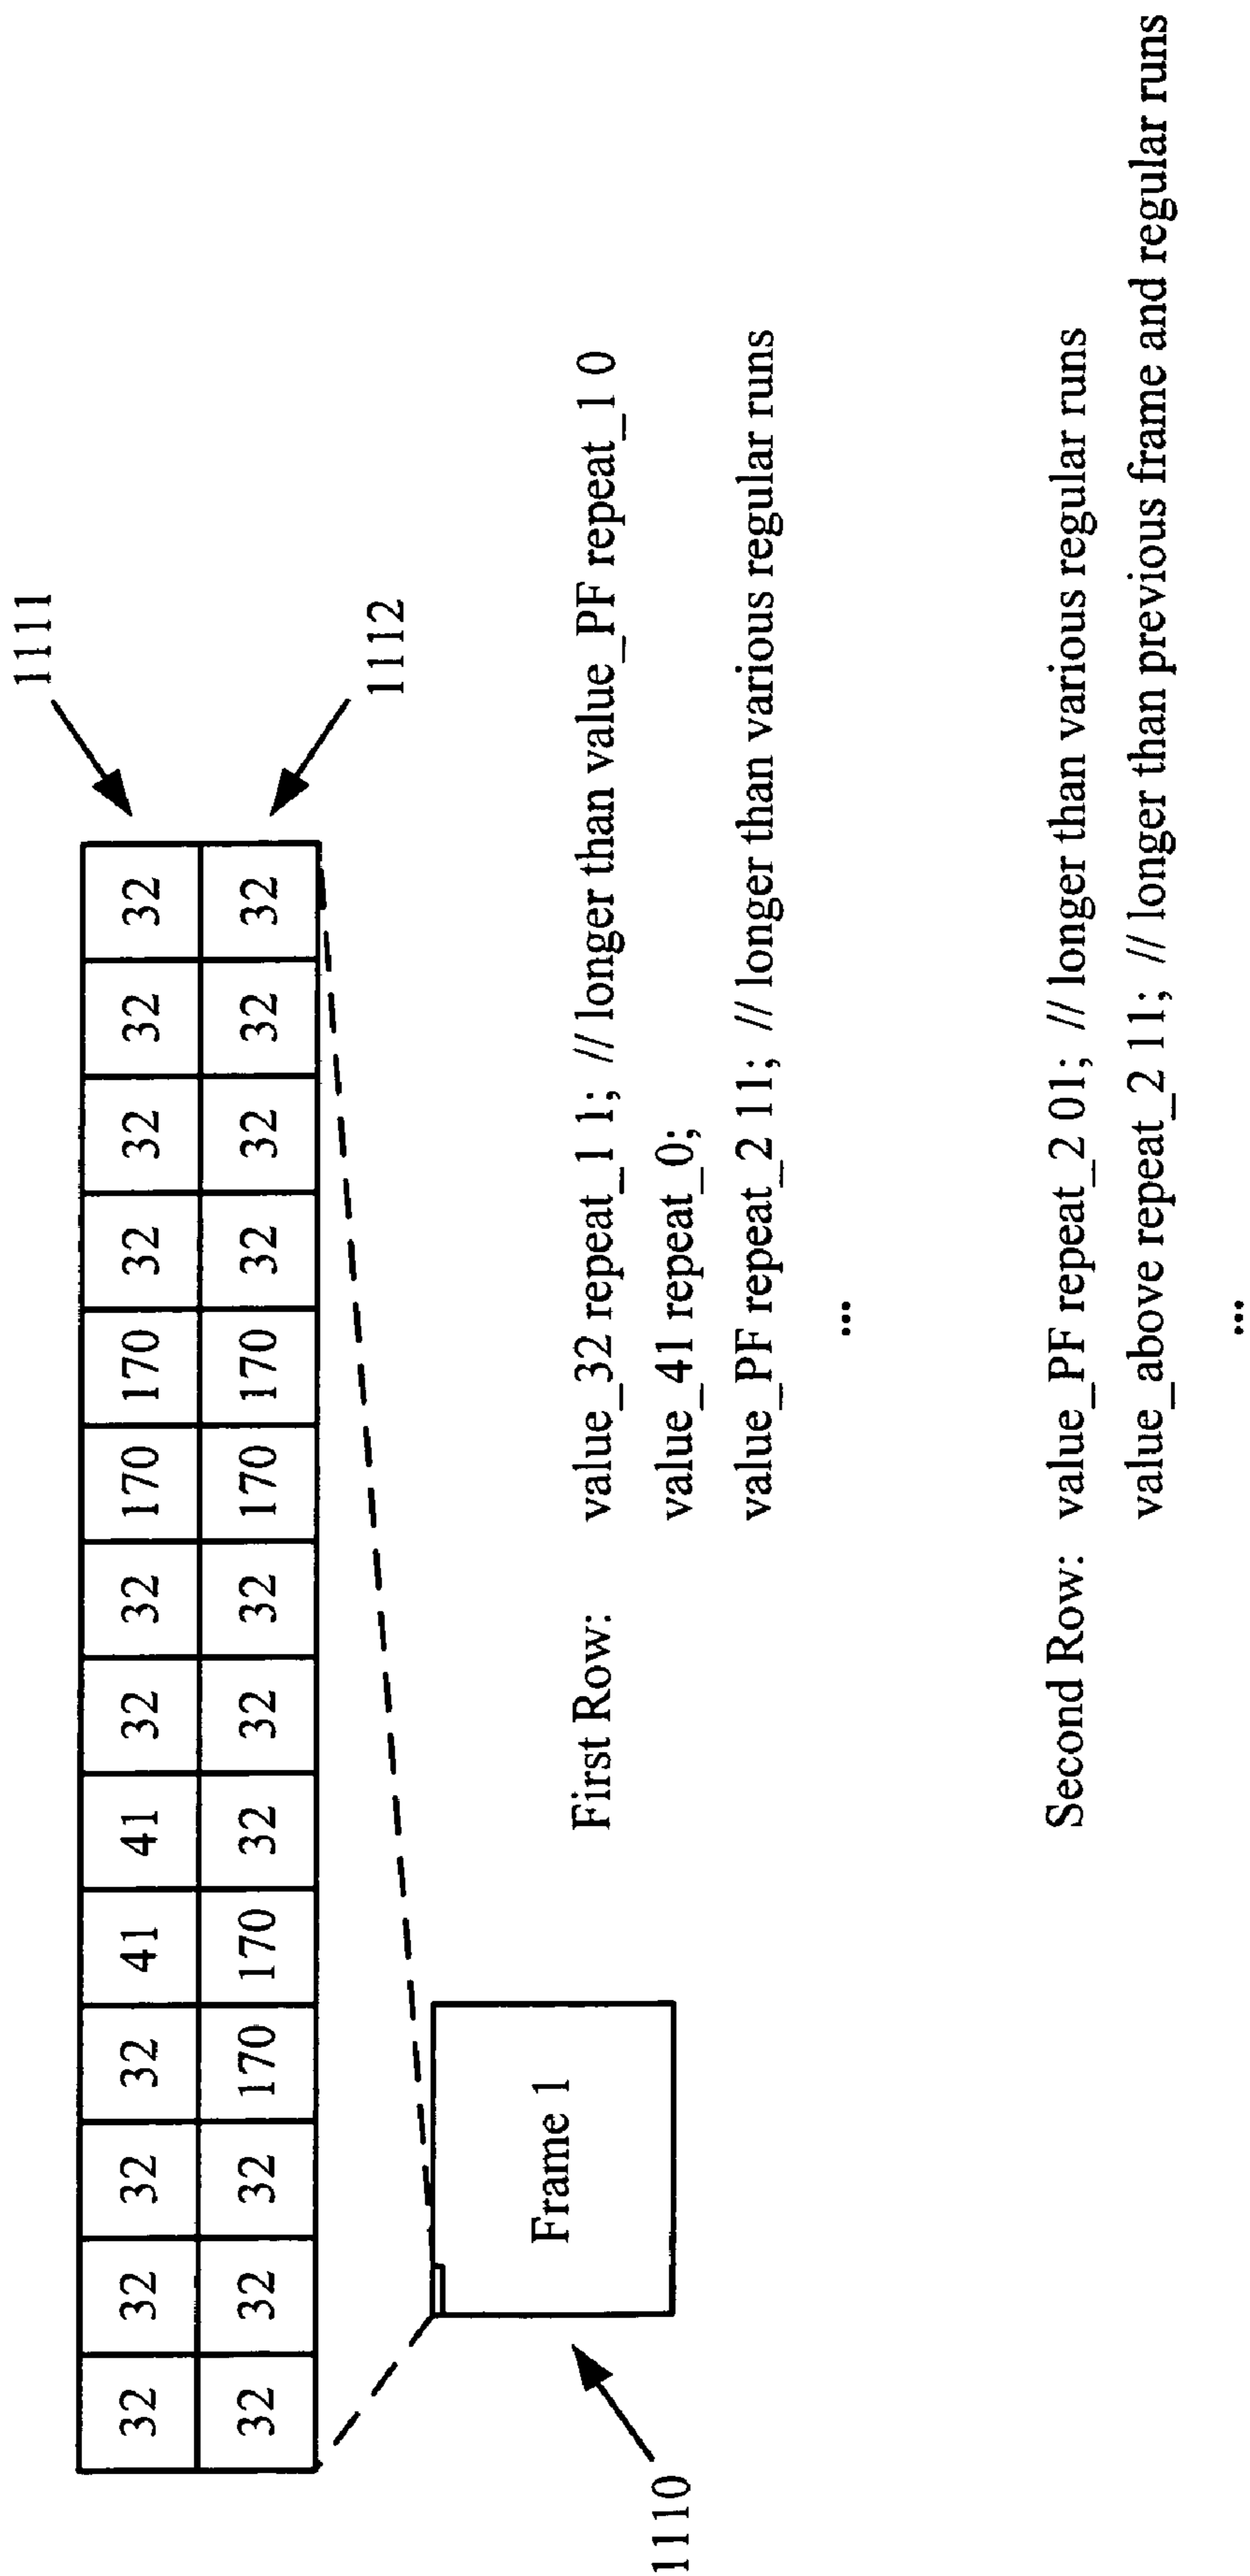 1111
32 32 32 32 41 41 32 32 170 170 32 32 32 32
32 32 32 170 170 32 32 32 170 170 32 32 32 32
1112
Frame 1
1110
First Row: value_32 repeat_1 1; // longer than value_PF repeat_1 0
value_41 repeat_0;
value_PF repeat_2 11; // longer than various regular runs
...
Second Row: value_PF repeat_2 01; // longer than various regular runs
value_above repeat_2 11; // longer than previous frame and regular runs
...